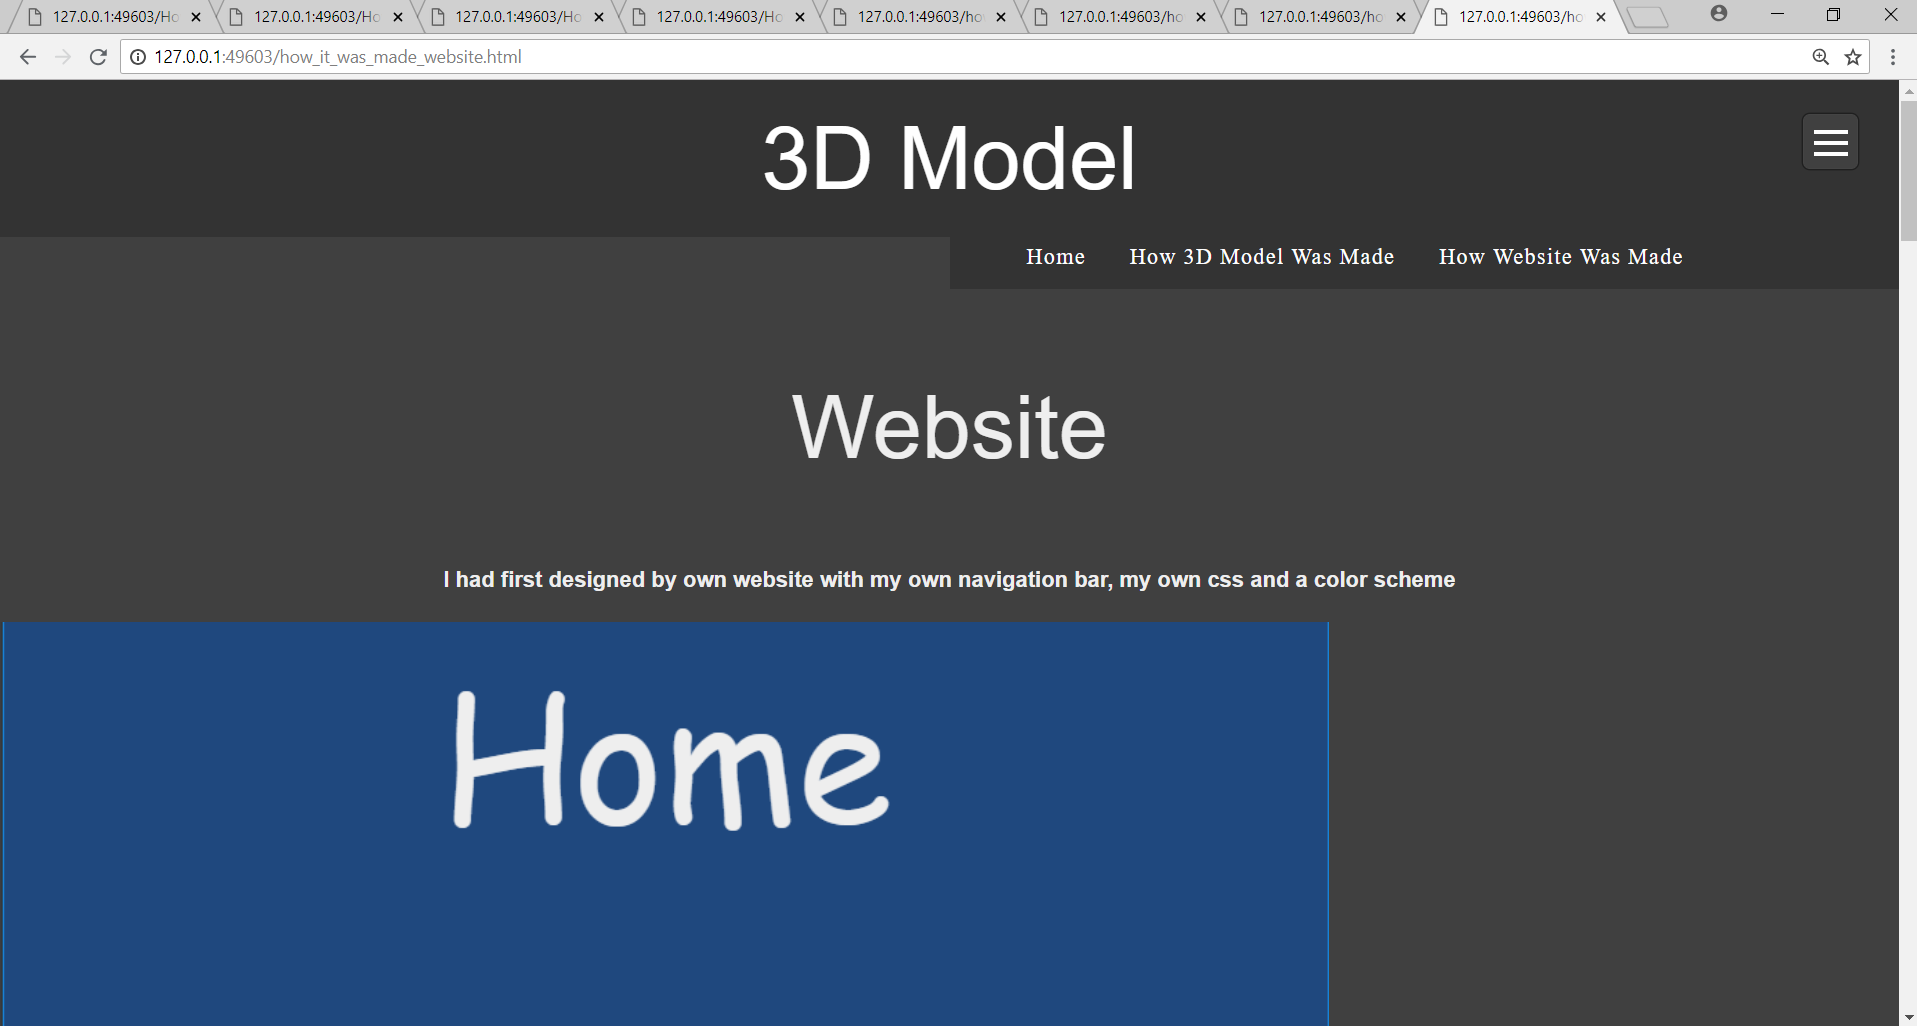 127.0.0.1:49603/Ho 127.0.0.1:49603/Ho 127.0.0.1:49603/Ho 127.0.0.1:49603/Ho 127.0.0.1:49603/ho 127.0.0.1:49603/ho 127.0.0.1:49603/ho 127.0.0.1:49603/ho
127.0.0.1:49603/how_it_was_made_website.html
3D Model
Home How 3D Model Was Made How Website Was Made
Website
I had first designed by own website with my own navigation bar, my own css and a color scheme
Home